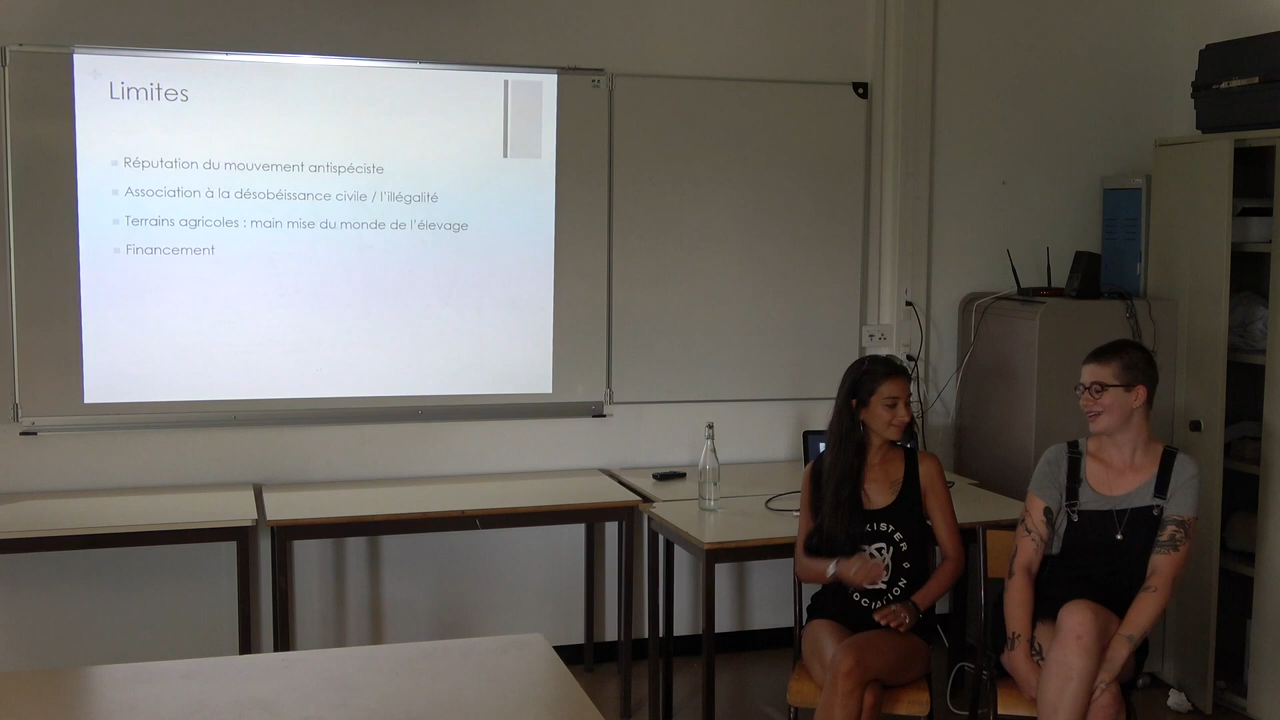 Limites
Réputation du mouvement antispéciste
Association à la désobéissance civile / l'illégalité
Terrains agricoles : main mise du monde de l'élevage
Financement